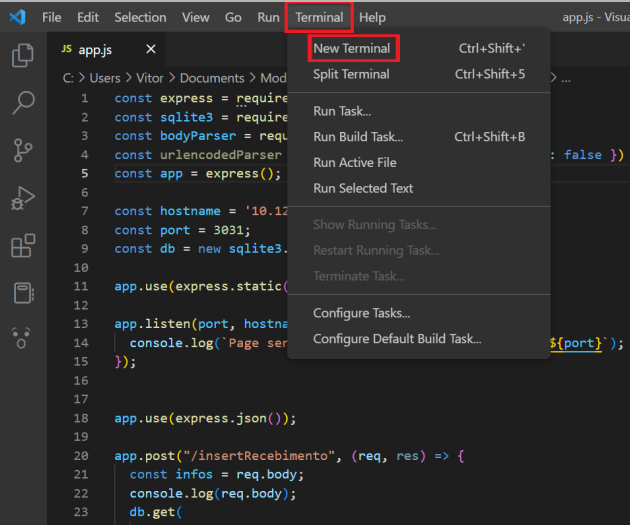 File Edit Selection View Go Run Terminal Help app.js - Visua
JS app.js
New Terminal Ctrl+Shift+'
Split Terminal Ctrl+Shift+5
Run Task...
Run Build Task... Ctrl+Shift+B
Run Active File
Run Selected Text
Show Running Tasks...
Restart Running Task...
Terminate Task...
Configure Tasks...
Configure Default Build Task...
C: > Users > Vitor > Documents > Mod > ...
1 const express = require
2 const sqlite3 = require
3 const bodyParser = requ
4 const urlencodedParser : false })
5 const app = express();
6
7 const hostname = '10.12
8 const port = 3031;
9 const db = new sqlite3.
10
11 app.use(express.static(
12
13 app.listen(port, hostna
14 console.log(`Page ser ${port}`);
15 });
16
17
18 app.use(express.json());
19
20 app.post("/insertRecebimento", (req, res) => {
21 const infos = req.body;
22 console.log(req.body);
23 db.get(